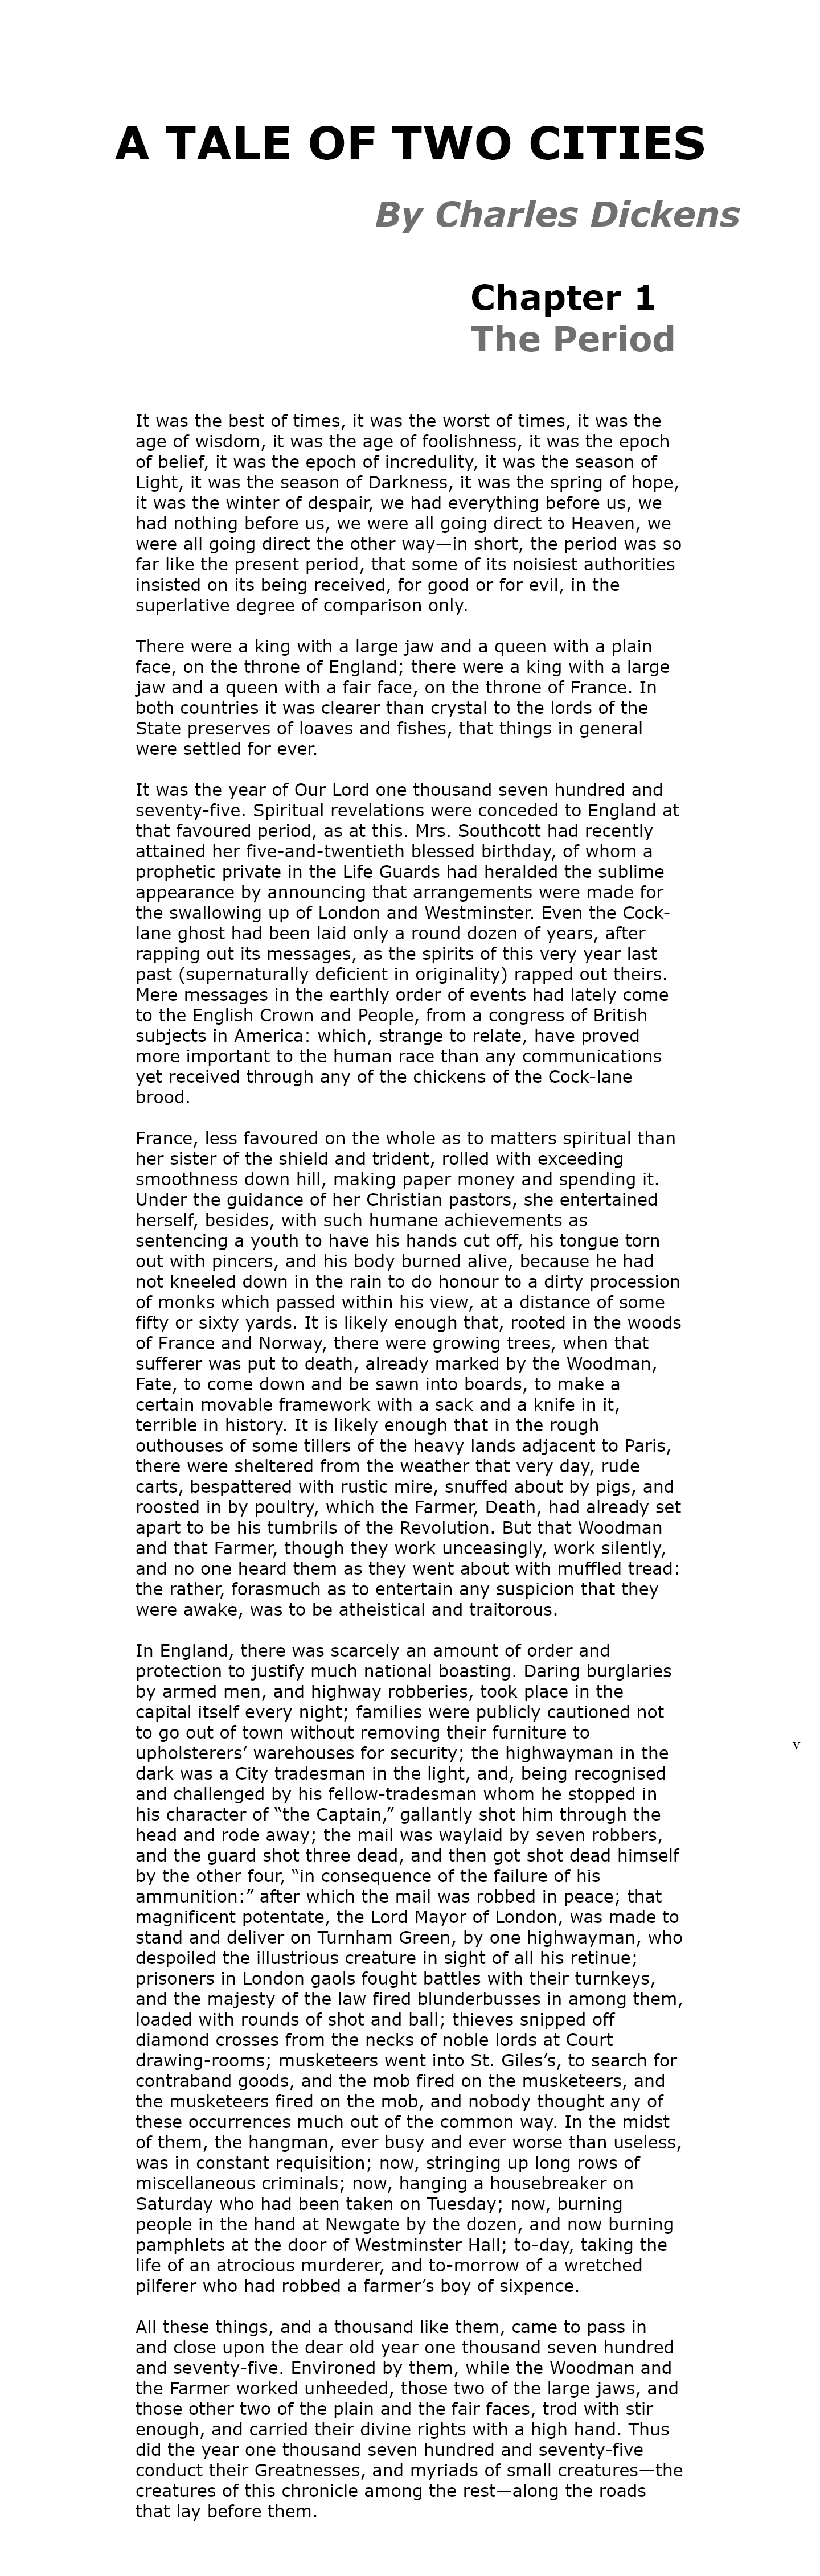 A TALE OF TWO CITIES
By Charles Dickens
Chapter 1
The Period
It was the best of times, it was the worst of times, it was the
age of wisdom, it was the age of foolishness, it was the epoch
of belief, it was the epoch of incredulity, it was the season of
Light, it was the season of Darkness, it was the spring of hope,
it was the winter of despair, we had everything before us, we
had nothing before us, we were all going direct to Heaven, we
were all going direct the other way—in short, the period was so
far like the present period, that some of its noisiest authorities
insisted on its being received, for good or for evil, in the
superlative degree of comparison only.
There were a king with a large jaw and a queen with a plain
face, on the throne of England; there were a king with a large
jaw and a queen with a fair face, on the throne of France. In
both countries it was clearer than crystal to the lords of the
State preserves of loaves and fishes, that things in general
were settled for ever.
It was the year of Our Lord one thousand seven hundred and
seventy-five. Spiritual revelations were conceded to England at
that favoured period, as at this. Mrs. Southcott had recently
attained her five-and-twentieth blessed birthday, of whom a
prophetic private in the Life Guards had heralded the sublime
appearance by announcing that arrangements were made for
the swallowing up of London and Westminster. Even the Cock-
lane ghost had been laid only a round dozen of years, after
rapping out its messages, as the spirits of this very year last
past (supernaturally deficient in originality) rapped out theirs.
Mere messages in the earthly order of events had lately come
to the English Crown and People, from a congress of British
subjects in America: which, strange to relate, have proved
more important to the human race than any communications
yet received through any of the chickens of the Cock-lane
brood.
France, less favoured on the whole as to matters spiritual than
her sister of the shield and trident, rolled with exceeding
smoothness down hill, making paper money and spending it.
Under the guidance of her Christian pastors, she entertained
herself, besides, with such humane achievements as
sentencing a youth to have his hands cut off, his tongue torn
out with pincers, and his body burned alive, because he had
not kneeled down in the rain to do honour to a dirty procession
of monks which passed within his view, at a distance of some
fifty or sixty yards. It is likely enough that, rooted in the woods
of France and Norway, there were growing trees, when that
sufferer was put to death, already marked by the Woodman,
Fate, to come down and be sawn into boards, to make a
certain movable framework with a sack and a knife in it,
terrible in history. It is likely enough that in the rough
outhouses of some tillers of the heavy lands adjacent to Paris,
there were sheltered from the weather that very day, rude
carts, bespattered with rustic mire, snuffed about by pigs, and
roosted in by poultry, which the Farmer, Death, had already set
apart to be his tumbrils of the Revolution. But that Woodman
and that Farmer, though they work unceasingly, work silently,
and no one heard them as they went about with muffled tread:
the rather, forasmuch as to entertain any suspicion that they
were awake, was to be atheistical and traitorous.
In England, there was scarcely an amount of order and
protection to justify much national boasting. Daring burglaries
by armed men, and highway robberies, took place in the
capital itself every night; families were publicly cautioned not
to go out of town without removing their furniture to
upholsterers’ warehouses for security; the highwayman in the
dark was a City tradesman in the light, and, being recognised
and challenged by his fellow-tradesman whom he stopped in
his character of “the Captain,” gallantly shot him through the
head and rode away; the mail was waylaid by seven robbers,
and the guard shot three dead, and then got shot dead himself
by the other four, “in consequence of the failure of his
ammunition:” after which the mail was robbed in peace; that
magnificent potentate, the Lord Mayor of London, was made to
stand and deliver on Turnham Green, by one highwayman, who
despoiled the illustrious creature in sight of all his retinue;
prisoners in London gaols fought battles with their turnkeys,
and the majesty of the law fired blunderbusses in among them,
loaded with rounds of shot and ball; thieves snipped off
diamond crosses from the necks of noble lords at Court
drawing-rooms; musketeers went into St. Giles’s, to search for
contraband goods, and the mob fired on the musketeers, and
the musketeers fired on the mob, and nobody thought any of
these occurrences much out of the common way. In the midst
of them, the hangman, ever busy and ever worse than useless,
was in constant requisition; now, stringing up long rows of
miscellaneous criminals; now, hanging a housebreaker on
Saturday who had been taken on Tuesday; now, burning
people in the hand at Newgate by the dozen, and now burning
pamphlets at the door of Westminster Hall; to-day, taking the
life of an atrocious murderer, and to-morrow of a wretched
pilferer who had robbed a farmer’s boy of sixpence.
All these things, and a thousand like them, came to pass in
and close upon the dear old year one thousand seven hundred
and seventy-five. Environed by them, while the Woodman and
the Farmer worked unheeded, those two of the large jaws, and
those other two of the plain and the fair faces, trod with stir
enough, and carried their divine rights with a high hand. Thus
did the year one thousand seven hundred and seventy-five
conduct their Greatnesses, and myriads of small creatures—the
creatures of this chronicle among the rest—along the roads
that lay before them.
v